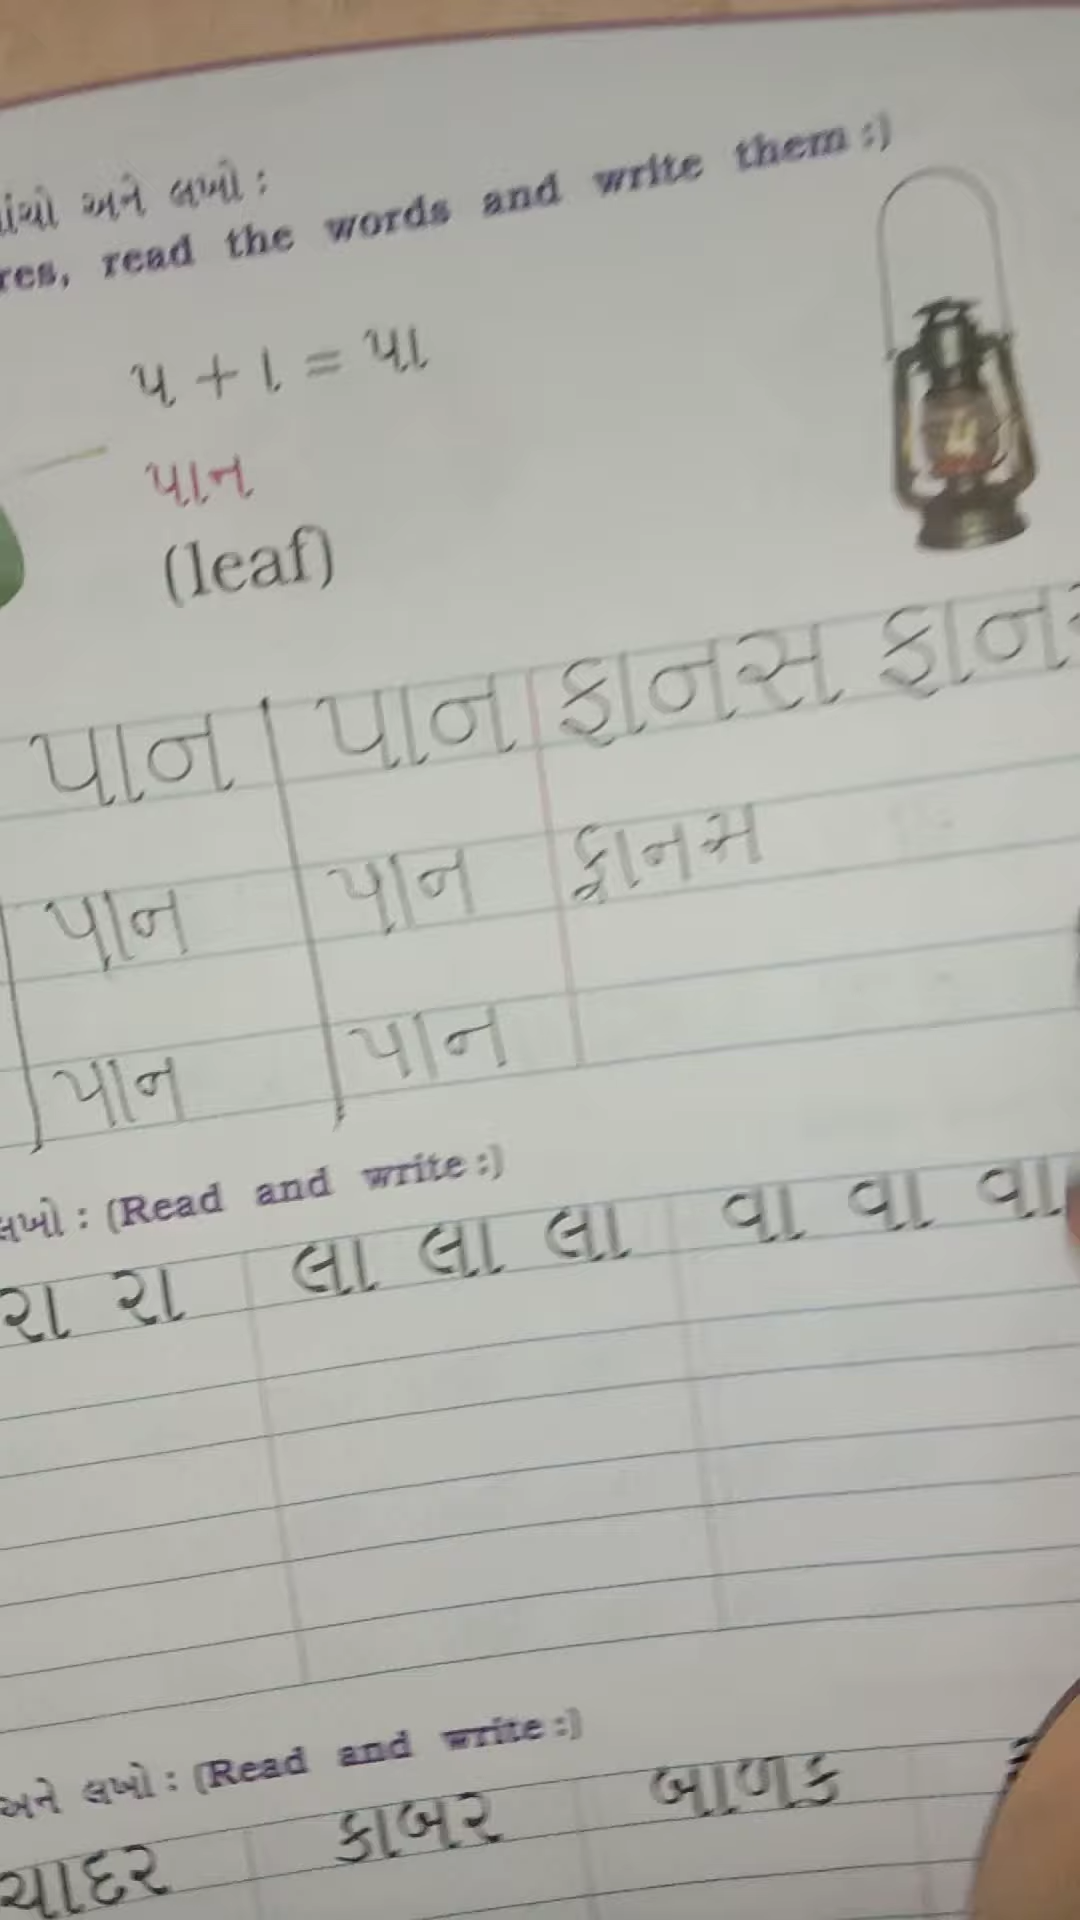 અને લખો :
read the words and write them :)
પ + ા = પા
પાન
(leaf)
પાન પાન ફાનસ
પાન પાન ફાનસ
પાન પાન
લખો : (Read and write :)
રા રા લા લા લા વા વા વા
અને લખો : (Read and write :)
ચાદર કાબર બાળક